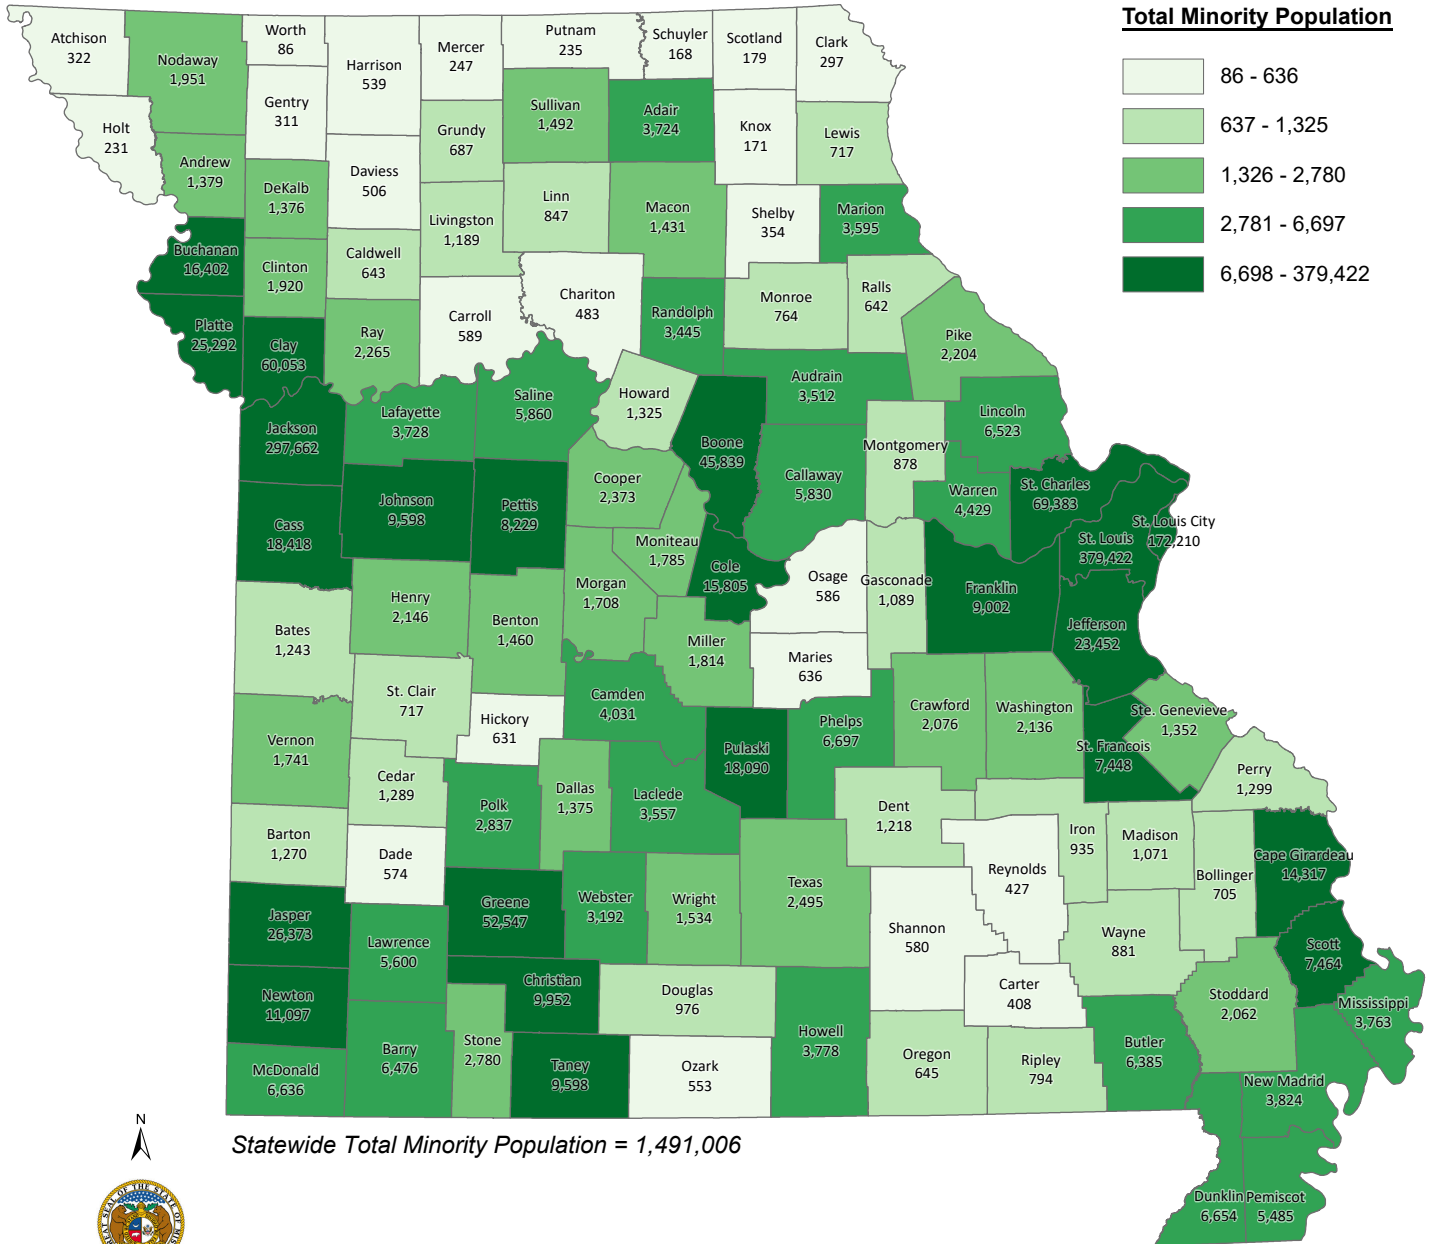 Total Minority Population
86 - 636
637 - 1,325
1,326 - 2,780
2,781 - 6,697
6,698 - 379,422
Atchison
322
Nodaway
1,951
Worth
86
Harrison
539
Mercer
247
Putnam
235
Schuyler
168
Scotland
179
Clark
297
Holt
231
Gentry
311
Grundy
687
Sullivan
1,492
Adair
3,724
Knox
171
Lewis
717
Andrew
1,379
DeKalb
1,376
Daviess
506
Livingston
1,189
Linn
847
Macon
1,431
Shelby
354
Marion
3,595
Buchanan
16,402
Clinton
1,920
Caldwell
643
Chariton
483
Monroe
764
Ralls
642
Platte
25,292
Clay
60,053
Ray
2,265
Carroll
589
Randolph
3,445
Pike
2,204
Jackson
297,662
Lafayette
3,728
Saline
5,860
Howard
1,325
Audrain
3,512
Lincoln
6,523
Boone
45,839
Montgomery
878
Cooper
2,373
Callaway
5,830
Warren
4,429
St. Charles
69,383
Cass
18,418
Johnson
9,598
Pettis
8,229
Moniteau
1,785
St. Louis
379,422
St. Louis City
172,210
Cole
15,805
Osage
586
Gasconade
1,089
Franklin
9,002
Morgan
1,708
Henry
2,146
Benton
1,460
Bates
1,243
Miller
1,814
Maries
636
Jefferson
23,452
St. Clair
717
Hickory
631
Camden
4,031
Phelps
6,697
Crawford
2,076
Washington
2,136
Ste. Genevieve
1,352
Vernon
1,741
Pulaski
18,090
St. Francois
7,448
Cedar
1,289
Polk
2,837
Dallas
1,375
Laclede
3,557
Dent
1,218
Perry
1,299
Barton
1,270
Dade
574
Iron
935
Madison
1,071
Reynolds
427
Bollinger
705
Cape Girardeau
14,317
Jasper
26,373
Greene
52,547
Webster
3,192
Wright
1,534
Texas
2,495
Shannon
580
Wayne
881
Lawrence
5,600
Scott
7,464
Newton
11,097
Christian
9,952
Douglas
976
Carter
408
Stoddard
2,062
Mississippi
3,763
McDonald
6,636
Barry
6,476
Stone
2,780
Taney
9,598
Ozark
553
Howell
3,778
Oregon
645
Ripley
794
Butler
6,385
New Madrid
3,824
Dunklin
6,654
Pemiscot
5,485
N
Statewide Total Minority Population = 1,491,006
SEAL OF THE STATE OF